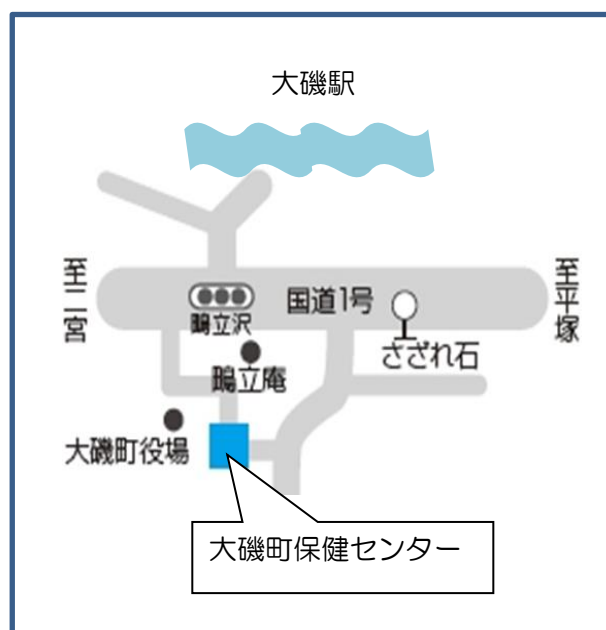 大磯駅
至二宮
国道1号
至平塚
鴫立沢
さざれ石
鴫立庵
大磯町役場
大磯町保健センター